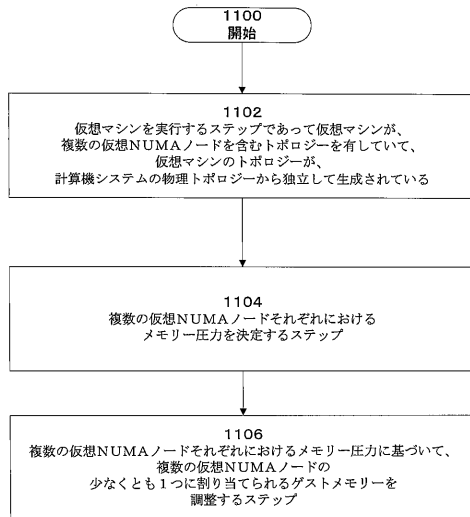 1100
開始
1102
仮想マシンを実行するステップであって仮想マシンが、
複数の仮想NUMAノードを含むトポロジーを有していて、
仮想マシンのトポロジーが、
計算機システムの物理トポロジーから独立して生成されている
1104
複数の仮想NUMAノードそれぞれにおける
メモリー圧力を決定するステップ
1106
複数の仮想NUMAノードそれぞれにおけるメモリー圧力に基づいて、
複数の仮想NUMAノードの
少なくとも1つに割り当てられるゲストメモリーを
調整するステップ